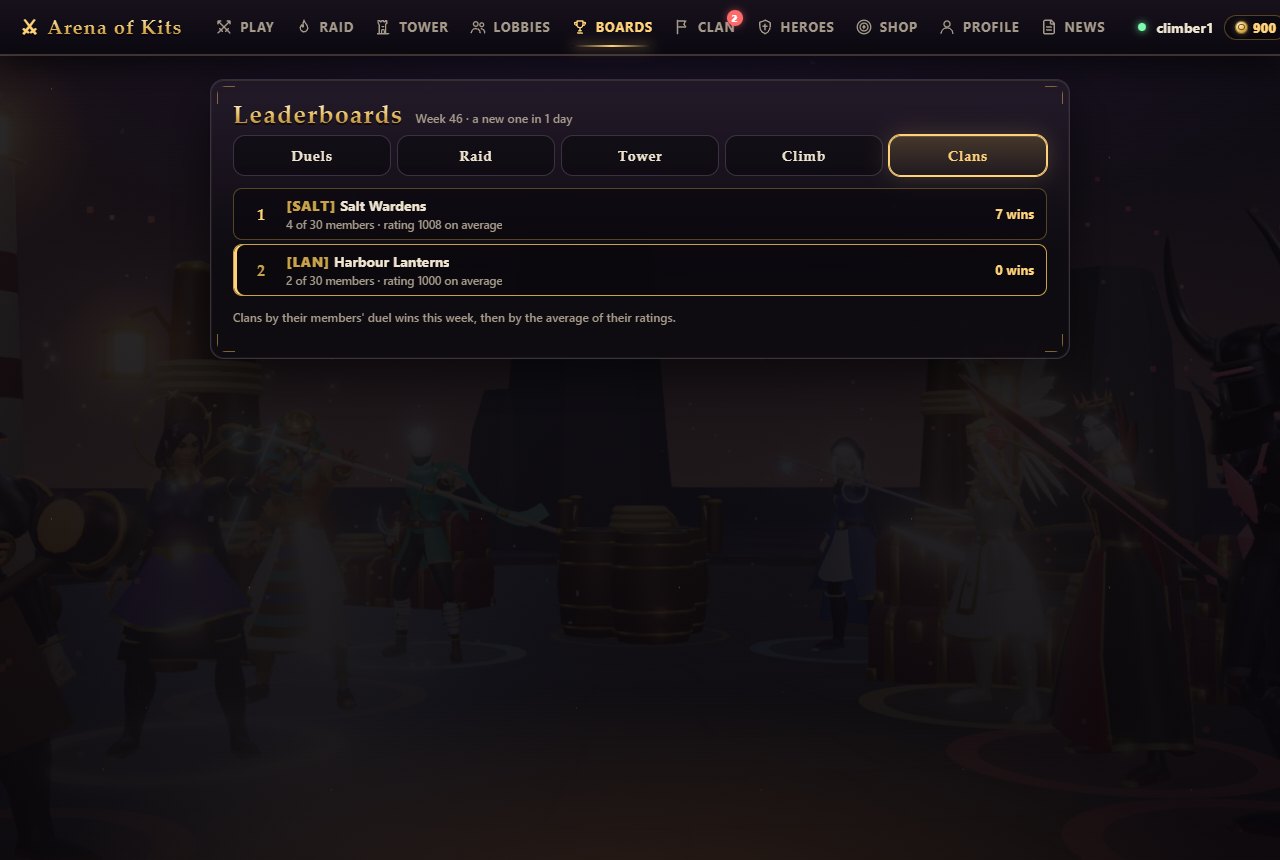 Arena of Kits PLAY RAID TOWER LOBBIES BOARDS CLAN 2 HEROES SHOP PROFILE NEWS climber1 900
Leaderboards Week 46 · a new one in 1 day
Duels Raid Tower Climb Clans
1 [SALT] Salt Wardens 7 wins
4 of 30 members · rating 1008 on average
2 [LAN] Harbour Lanterns 0 wins
2 of 30 members · rating 1000 on average
Clans by their members' duel wins this week, then by the average of their ratings.